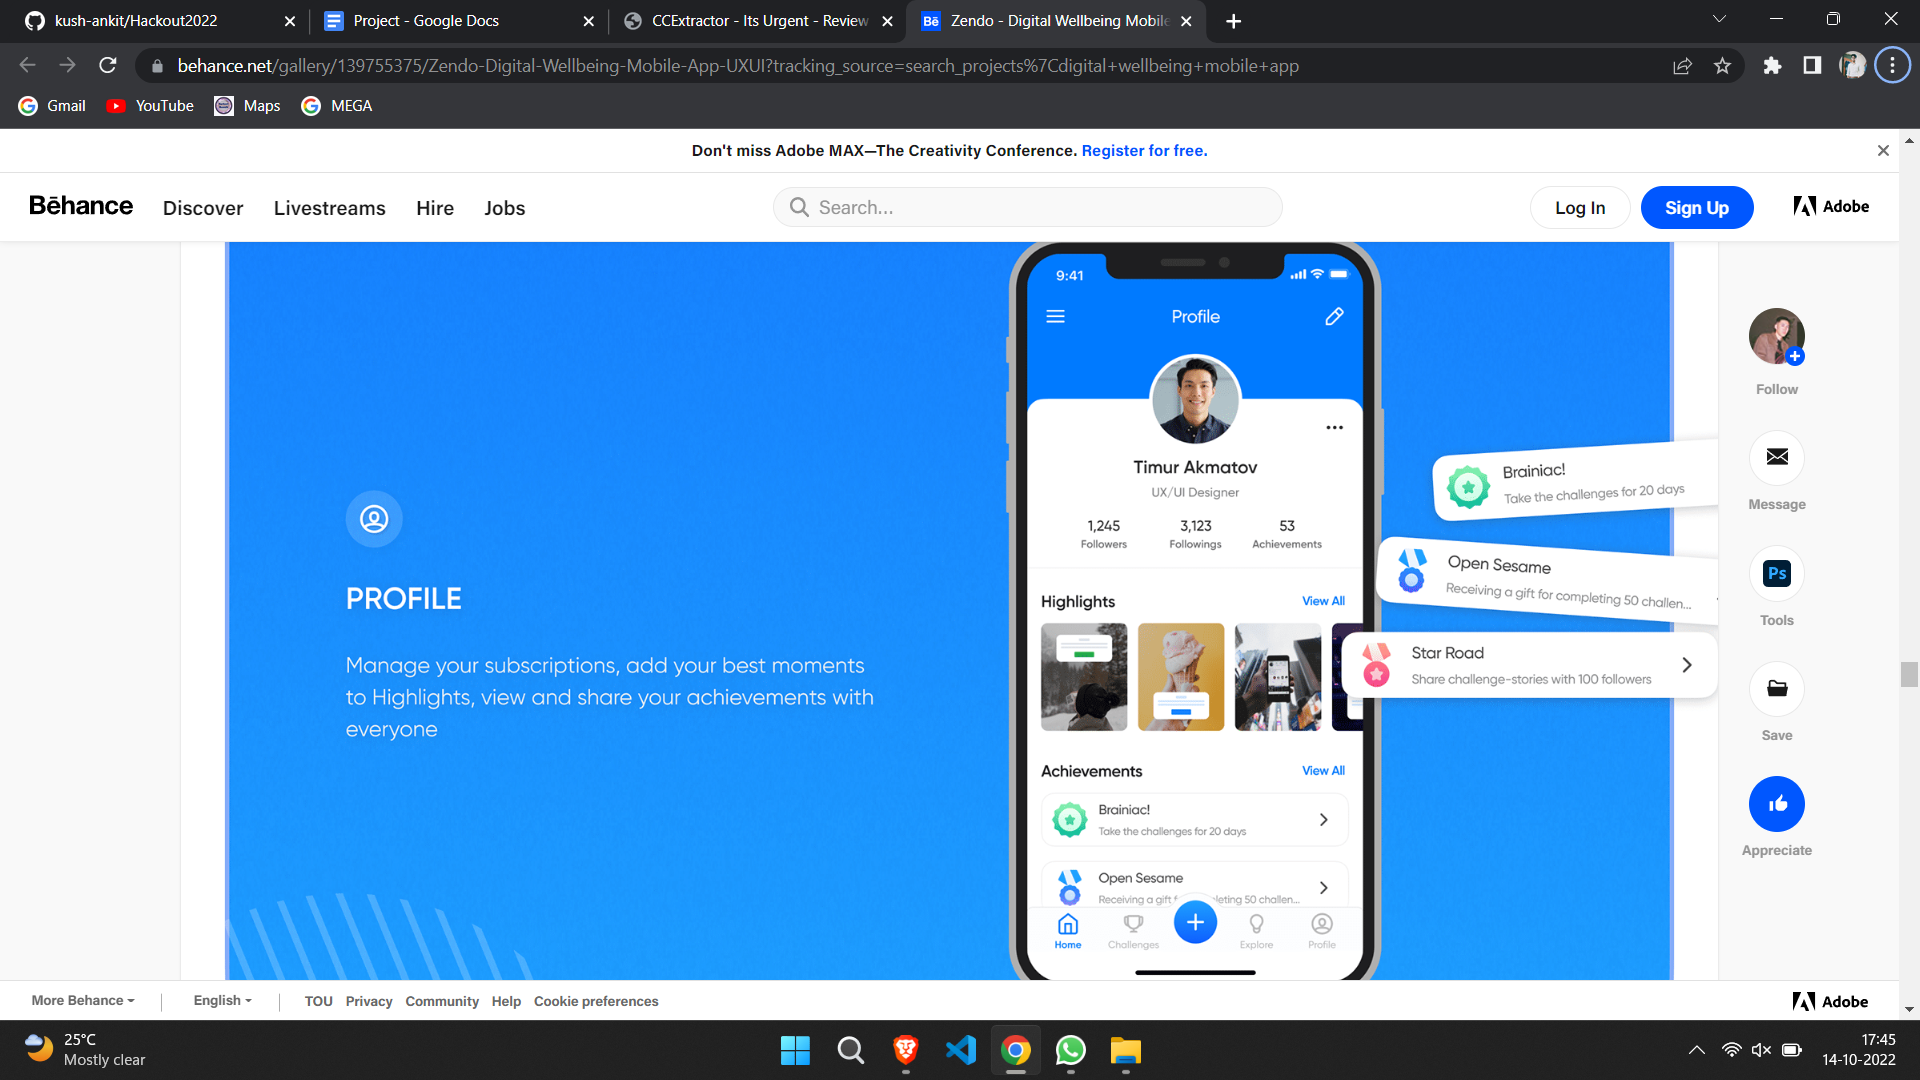 kush-ankit/Hackout2022
Project - Google Docs
CCExtractor - Its Urgent - Review
Zendo - Digital Wellbeing Mobile
behance.net/gallery/139755375/Zendo-Digital-Wellbeing-Mobile-App-UXUI?tracking_source=search_projects%7Cdigital+wellbeing+mobile+app
Gmail
YouTube
Maps
MEGA
Don't miss Adobe MAX—The Creativity Conference. Register for free.
Bēhance
Discover
Livestreams
Hire
Jobs
Search...
Log In
Sign Up
Adobe
PROFILE
Manage your subscriptions, add your best moments
to Highlights, view and share your achievements with
everyone
9:41
Profile
Timur Akmatov
UX/UI Designer
1,245
Followers
3,123
Followings
53
Achievements
Highlights
View All
Achievements
View All
Brainiac!
Take the challenges for 20 days
Open Sesame
Receiving a gift f
leting 50 challen...
Home
Challenges
Explore
Profile
Brainiac!
Take the challenges for 20 days
Open Sesame
Receiving a gift for completing 50 challen...
Star Road
Share challenge-stories with 100 followers
Follow
Message
Ps
Tools
Save
Appreciate
More Behance
English
TOU
Privacy
Community
Help
Cookie preferences
Adobe
25°C
Mostly clear
17:45
14-10-2022